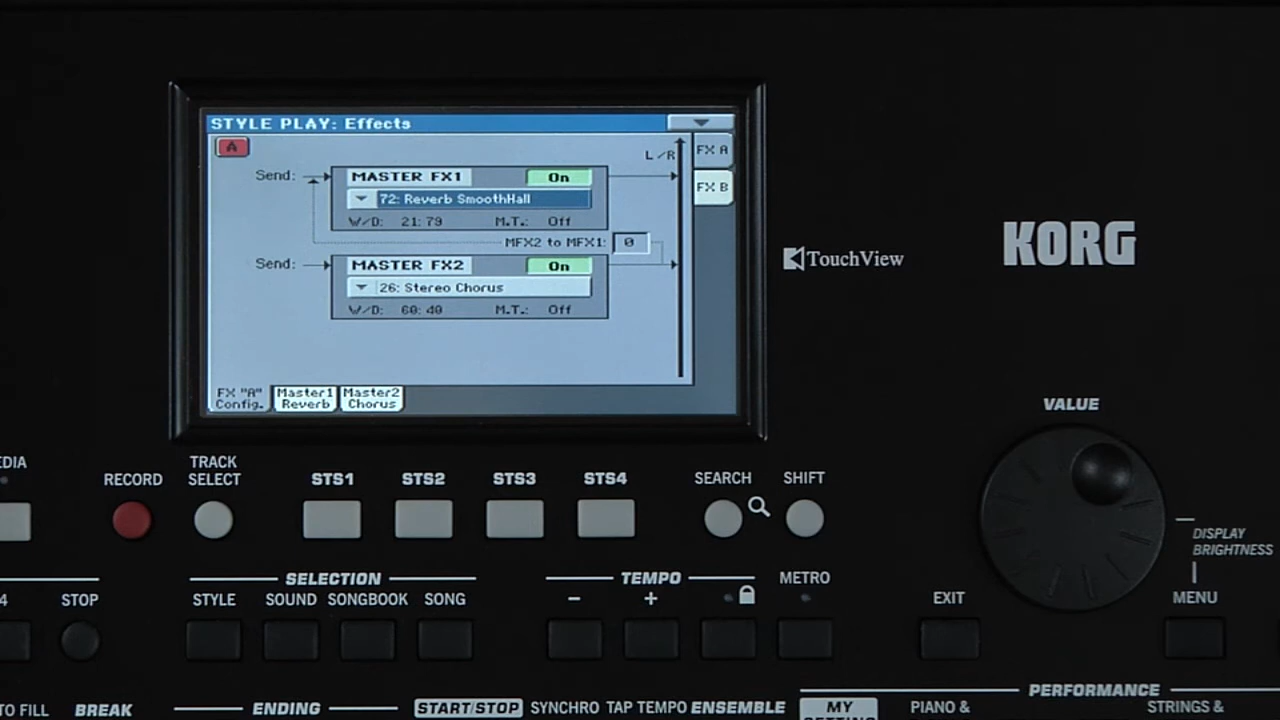 STYLE PLAY: Effects
A
L/R
FX A
FX B
Send:
MASTER FX1
On
72: Reverb SmoothHall
W/D: 21:79
M.T.: Off
MFX2 to MFX1: 0
Send:
MASTER FX2
On
26: Stereo Chorus
W/D: 60:40
M.T.: Off
FX "A"
Config.
Master1
Reverb
Master2
Chorus
TouchView
KORG
VALUE
EDIA
RECORD
TRACK
SELECT
STS1
STS2
STS3
STS4
SEARCH
SHIFT
DISPLAY
BRIGHTNESS
SELECTION
TEMPO
METRO
4
STOP
STYLE
SOUND
SONGBOOK
SONG
−
+
EXIT
MENU
PERFORMANCE
TO FILL
BREAK
ENDING
START/STOP
SYNCHRO
TAP TEMPO
ENSEMBLE
MY
PIANO &
STRINGS &